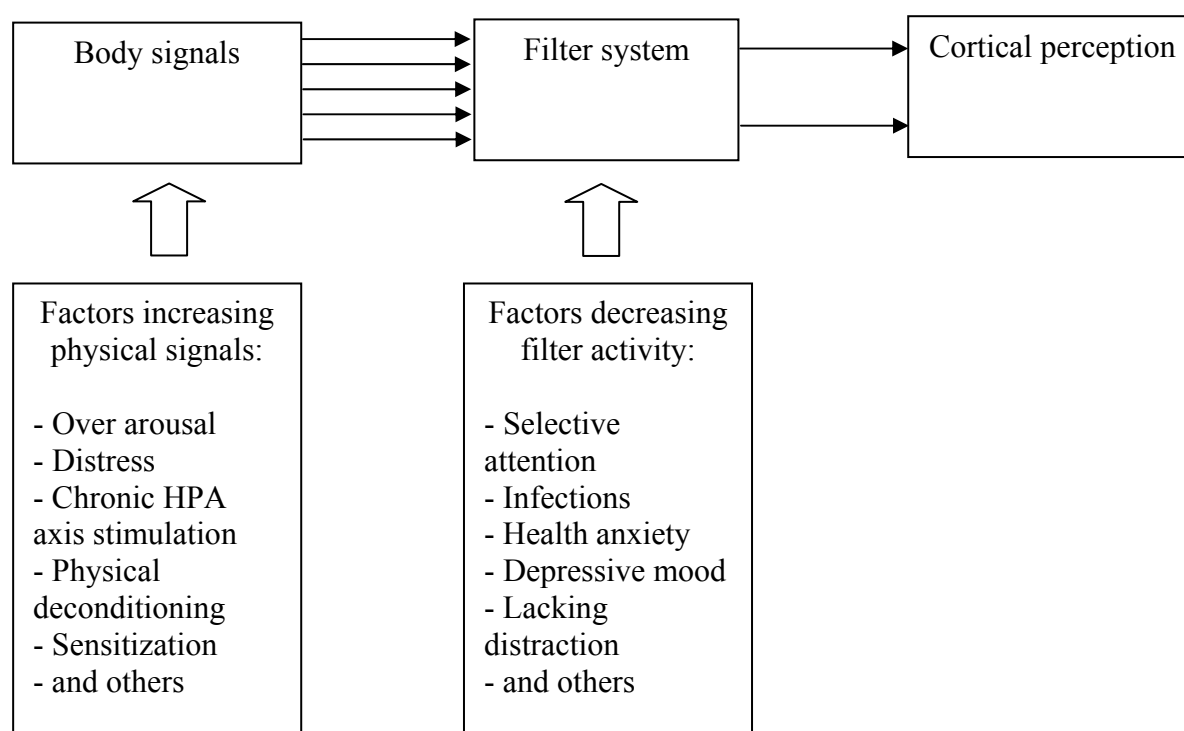 Body signals
Filter system
Cortical perception
Factors increasing
physical signals:
- Over arousal
- Distress
- Chronic HPA
axis stimulation
- Physical
deconditioning
- Sensitization
- and others
Factors decreasing
filter activity:
- Selective
attention
- Infections
- Health anxiety
- Depressive mood
- Lacking
distraction
- and others